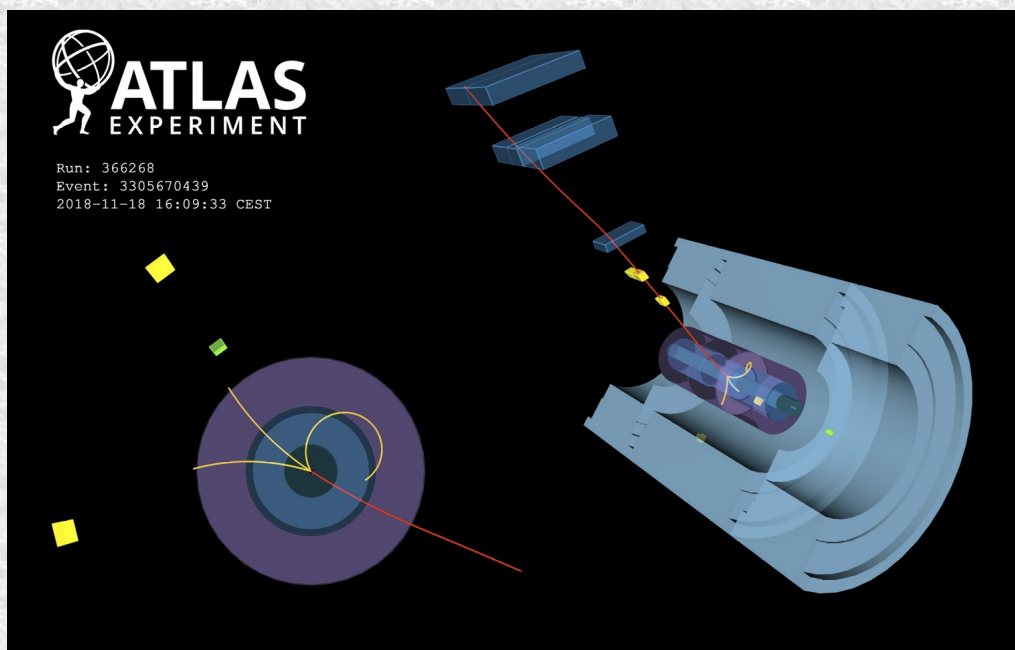 ATLAS
EXPERIMENT
Run: 366268
Event: 3305670439
2018-11-18 16:09:33 CEST